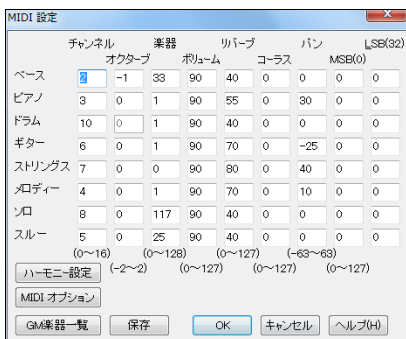 MIDI 設定
チャンネル 楽器 リバーブ パン LSB(32)
オクターブ ボリューム コーラス MSB(0)
ベース 2 -1 33 90 40 0 0 0 0
ピアノ 3 0 1 90 55 0 30 0 0
ドラム 10 0 1 90 40 0 0 0 0
ギター 6 0 1 90 70 0 -25 0 0
ストリングス 7 0 0 90 80 0 40 0 0
メロディー 4 0 1 90 70 0 10 0 0
ソロ 8 0 117 90 40 0 0 0 0
スルー 5 0 25 90 40 0 0 0 0
(0～16) (0～128) (0～127) (-63～63)
(-2～2) (0～127) (0～127) (0～127)
ハーモニー設定
MIDI オプション
GM楽器一覧 保存 OK キャンセル ヘルプ(H)